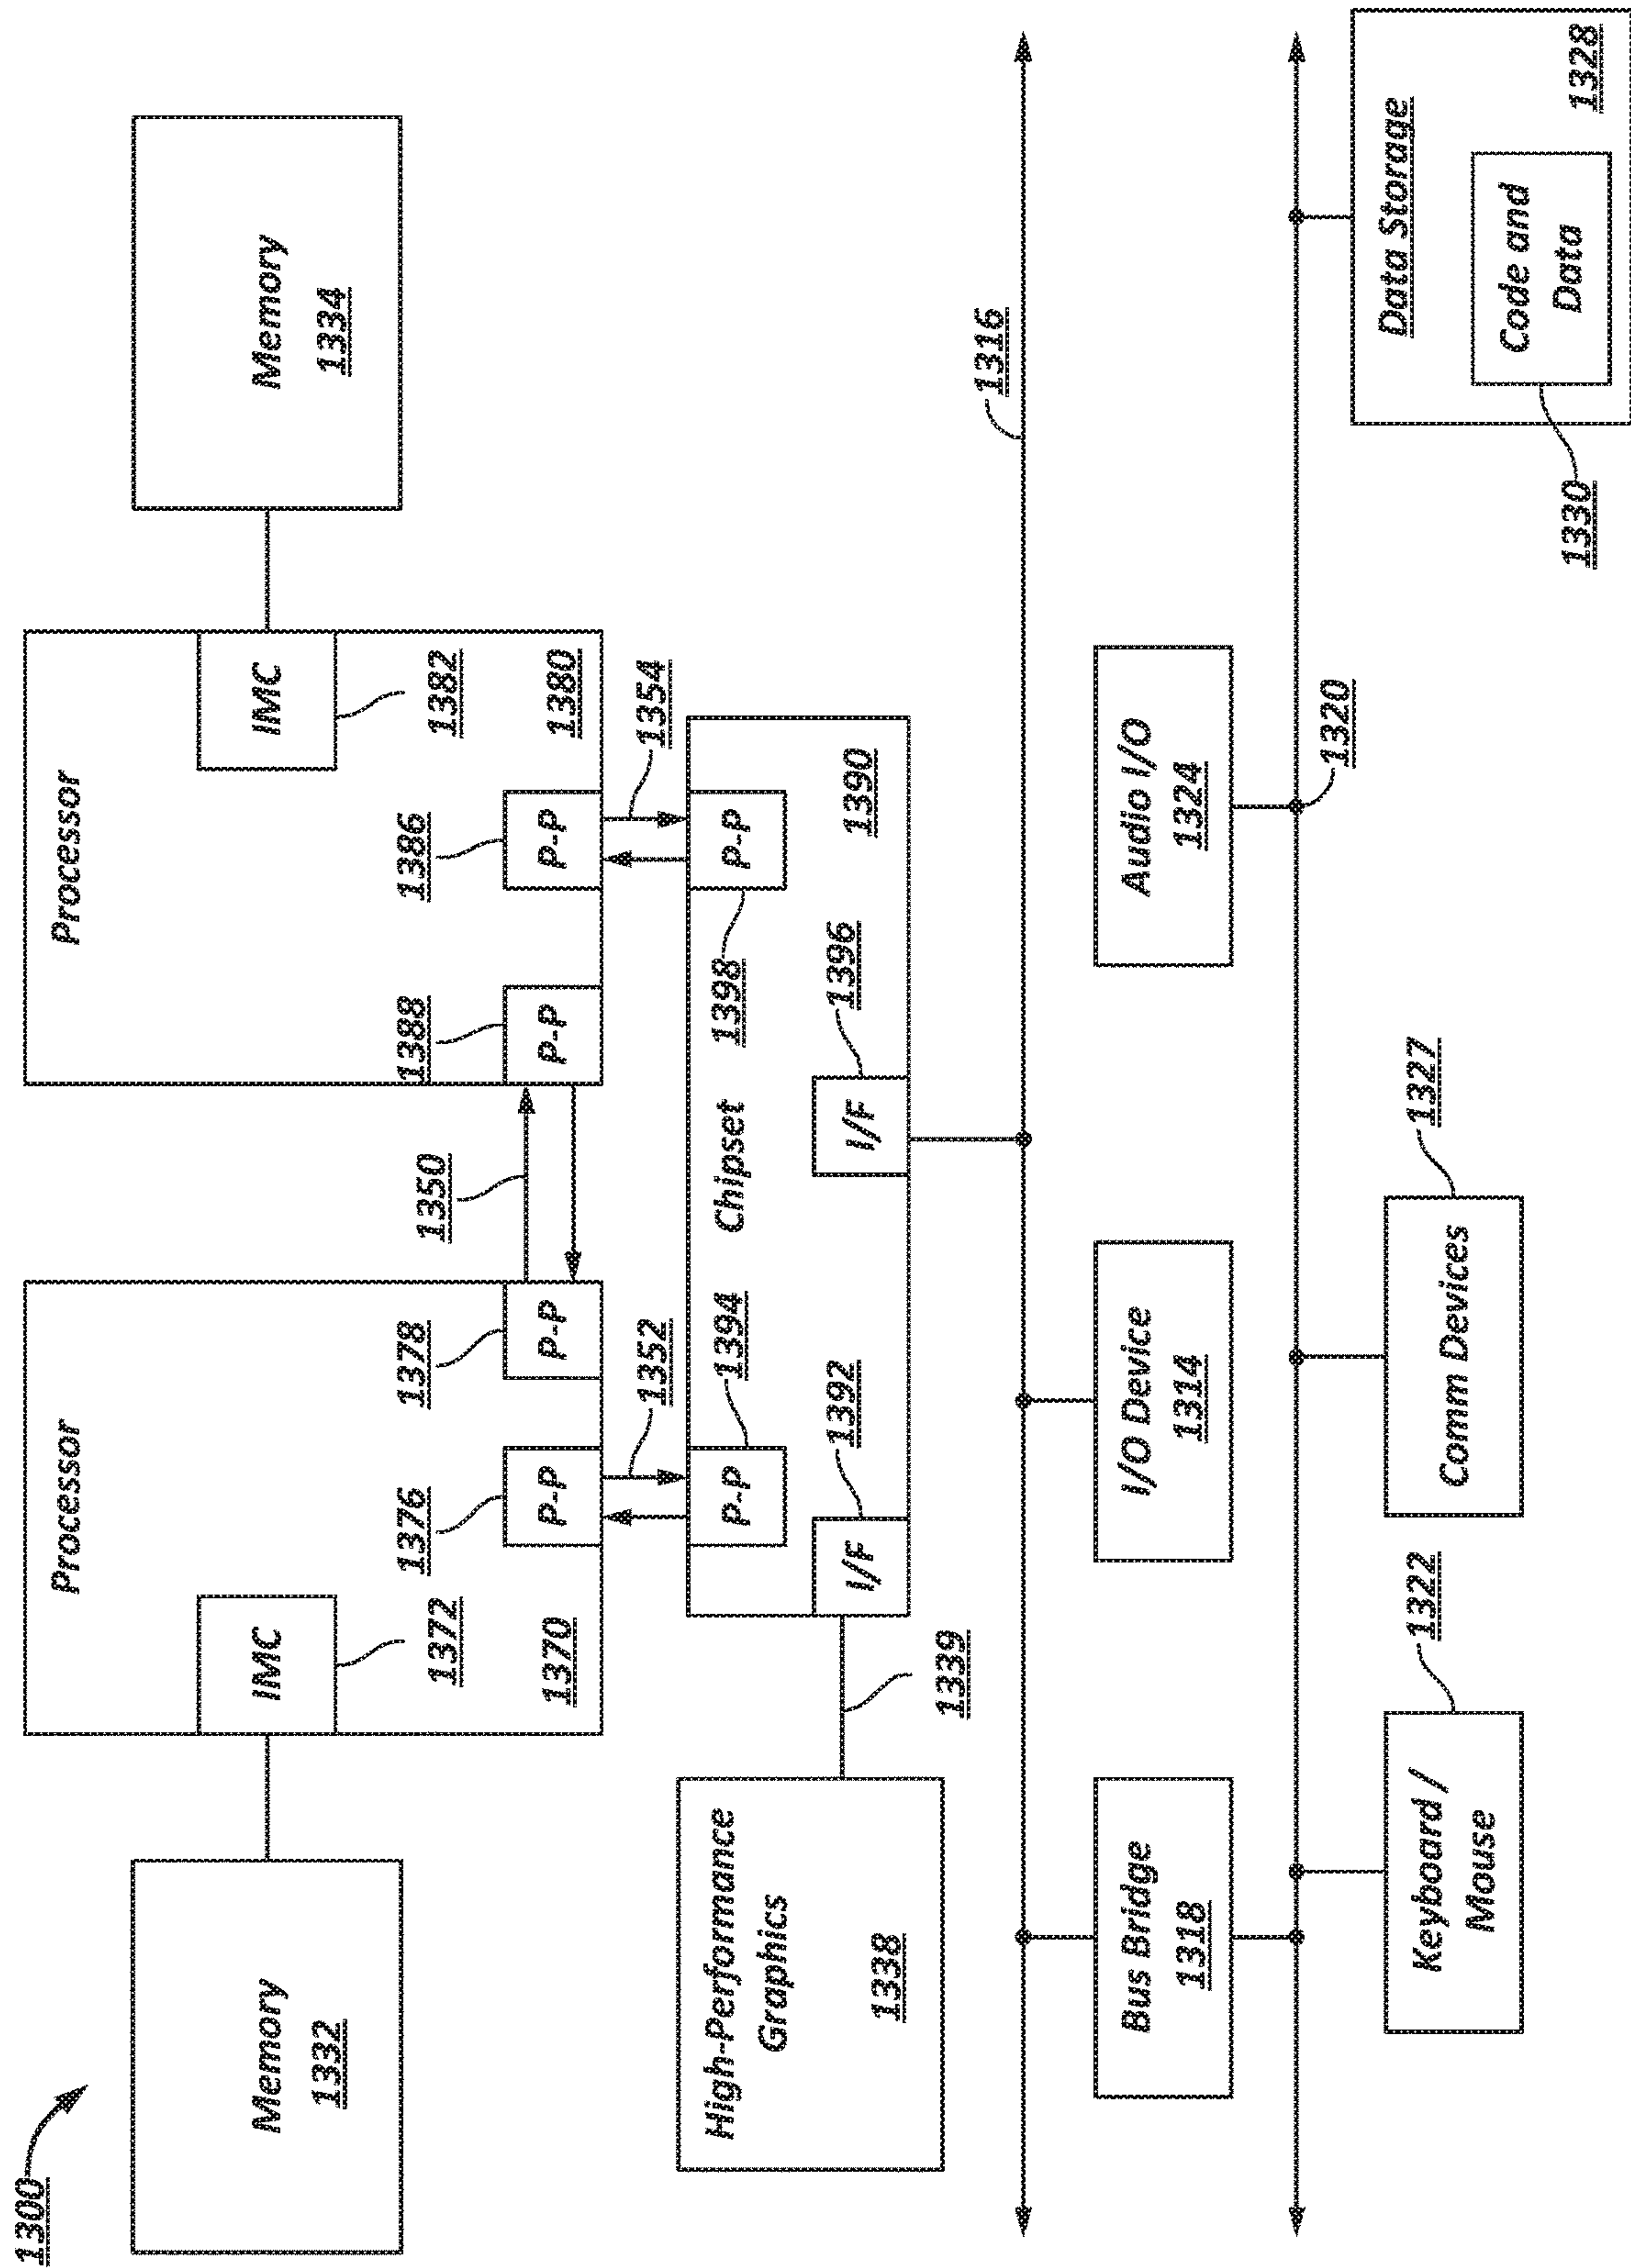 1300
Memory
1332
Processor
IMC
1372
1370
1376
P-P
1378
P-P
1350
Processor
1388
P-P
1386
P-P
IMC
1382
1380
Memory
1334
1352
1354
High-Performance
Graphics
1338
1339
P-P
1394
Chipset
P-P
1398
1390
I/F
1392
I/F
1396
1316
Bus Bridge
1318
I/O Device
1314
Audio I/O
1324
1320
Keyboard /
Mouse
1322
Comm Devices
1327
Data Storage
Code and
Data
1328
1330